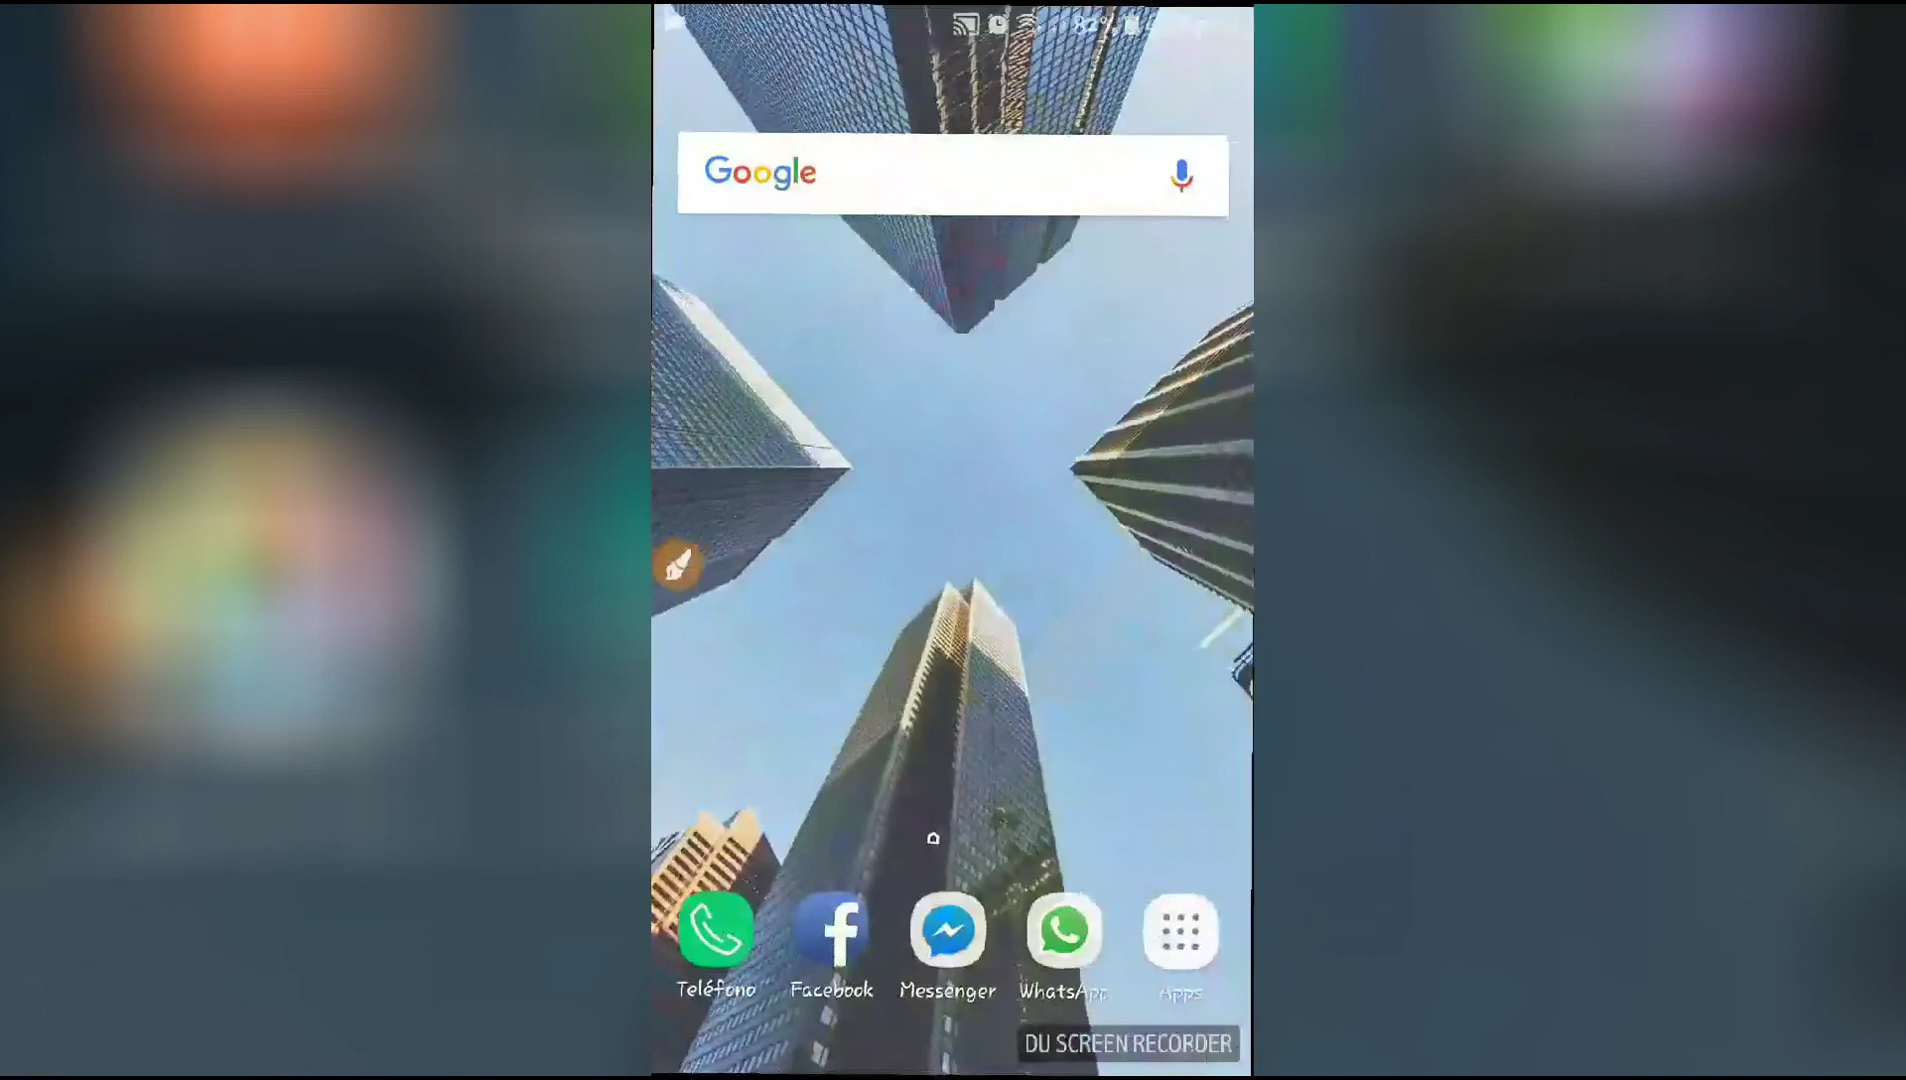 Google
Teléfono
Facebook
Messenger
WhatsApp
Apps
DU SCREEN RECORDER